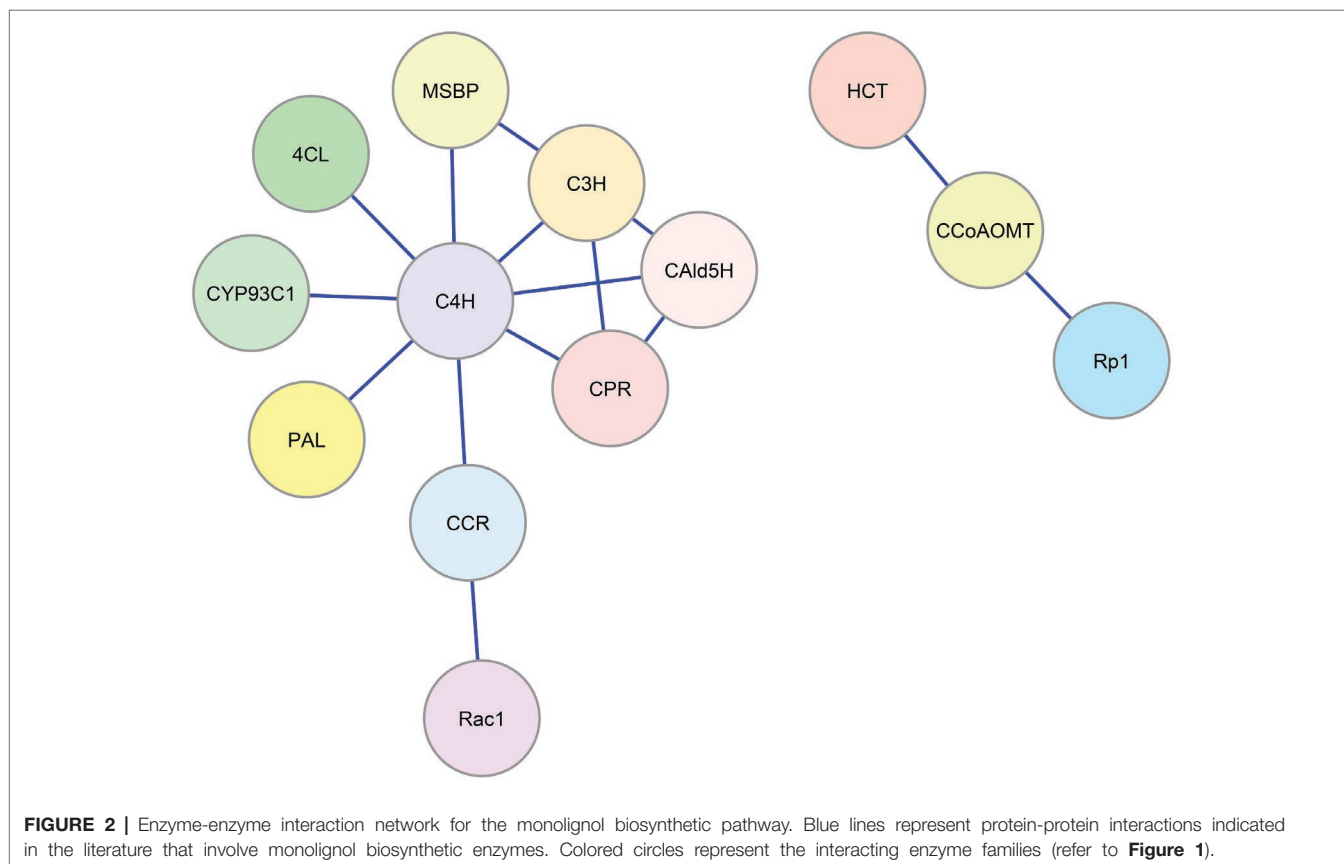 MSBP
HCT
4CL
C3H
CCoAOMT
CAld5H
CYP93C1
C4H
Rp1
CPR
PAL
CCR
Rac1
FIGURE 2 | Enzyme-enzyme interaction network for the monolignol biosynthetic pathway. Blue lines represent protein-protein interactions indicated
in the literature that involve monolignol biosynthetic enzymes. Colored circles represent the interacting enzyme families (refer to Figure 1).